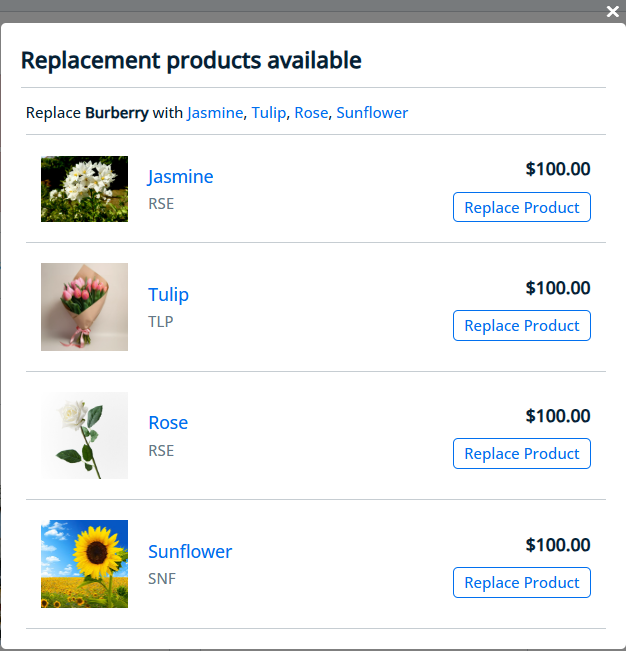 Replacement products available
Replace Burberry with Jasmine, Tulip, Rose, Sunflower
Jasmine
RSE
$100.00
Replace Product
Tulip
TLP
$100.00
Replace Product
Rose
RSE
$100.00
Replace Product
Sunflower
SNF
$100.00
Replace Product